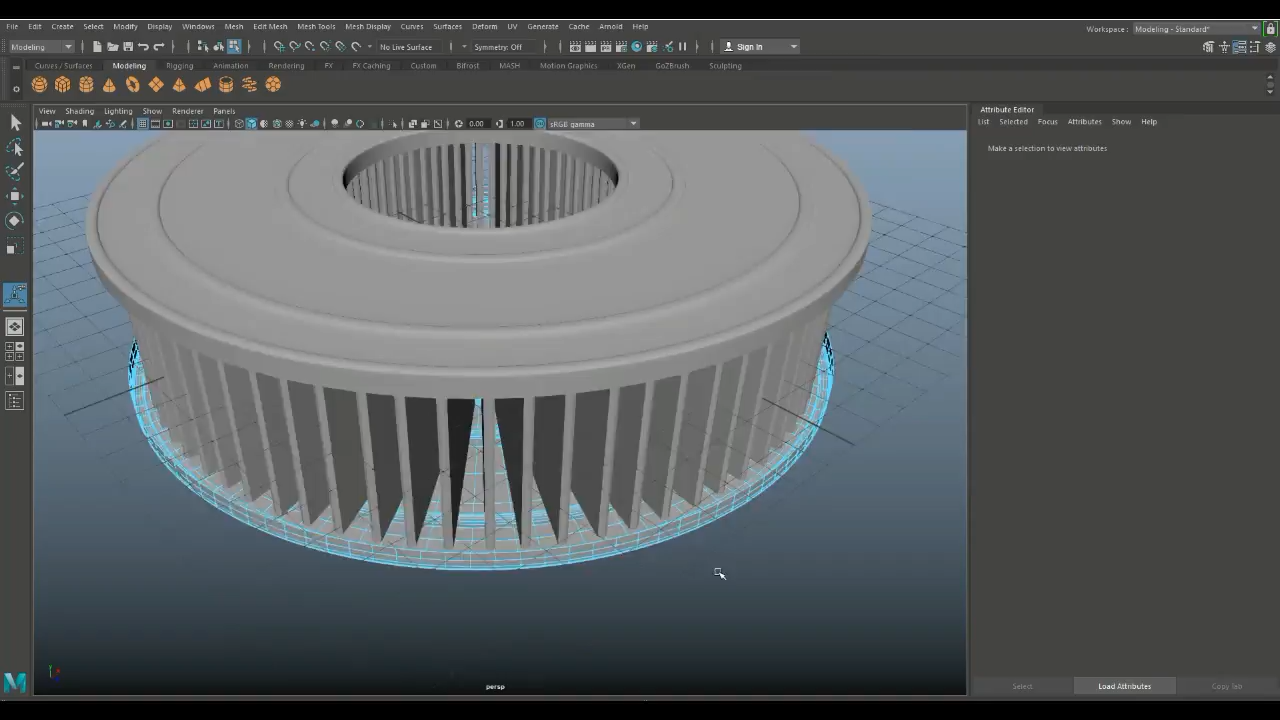 File Edit Create Select Modify Display Windows Mesh Edit Mesh Mesh Tools Mesh Display Curves Surfaces Deform UV Generate Cache Arnold Help
Workspace: Modeling - Standard*
Modeling No Live Surface Symmetry: Off Sign In
Curves / Surfaces Modeling Rigging Animation Rendering FX FX Caching Custom Bifrost MASH Motion Graphics XGen GoZBrush Sculpting
View Shading Lighting Show Renderer Panels
0.00 1.00 sRGB gamma
Attribute Editor
List Selected Focus Attributes Show Help
Make a selection to view attributes
persp
Select Load Attributes Copy Tab